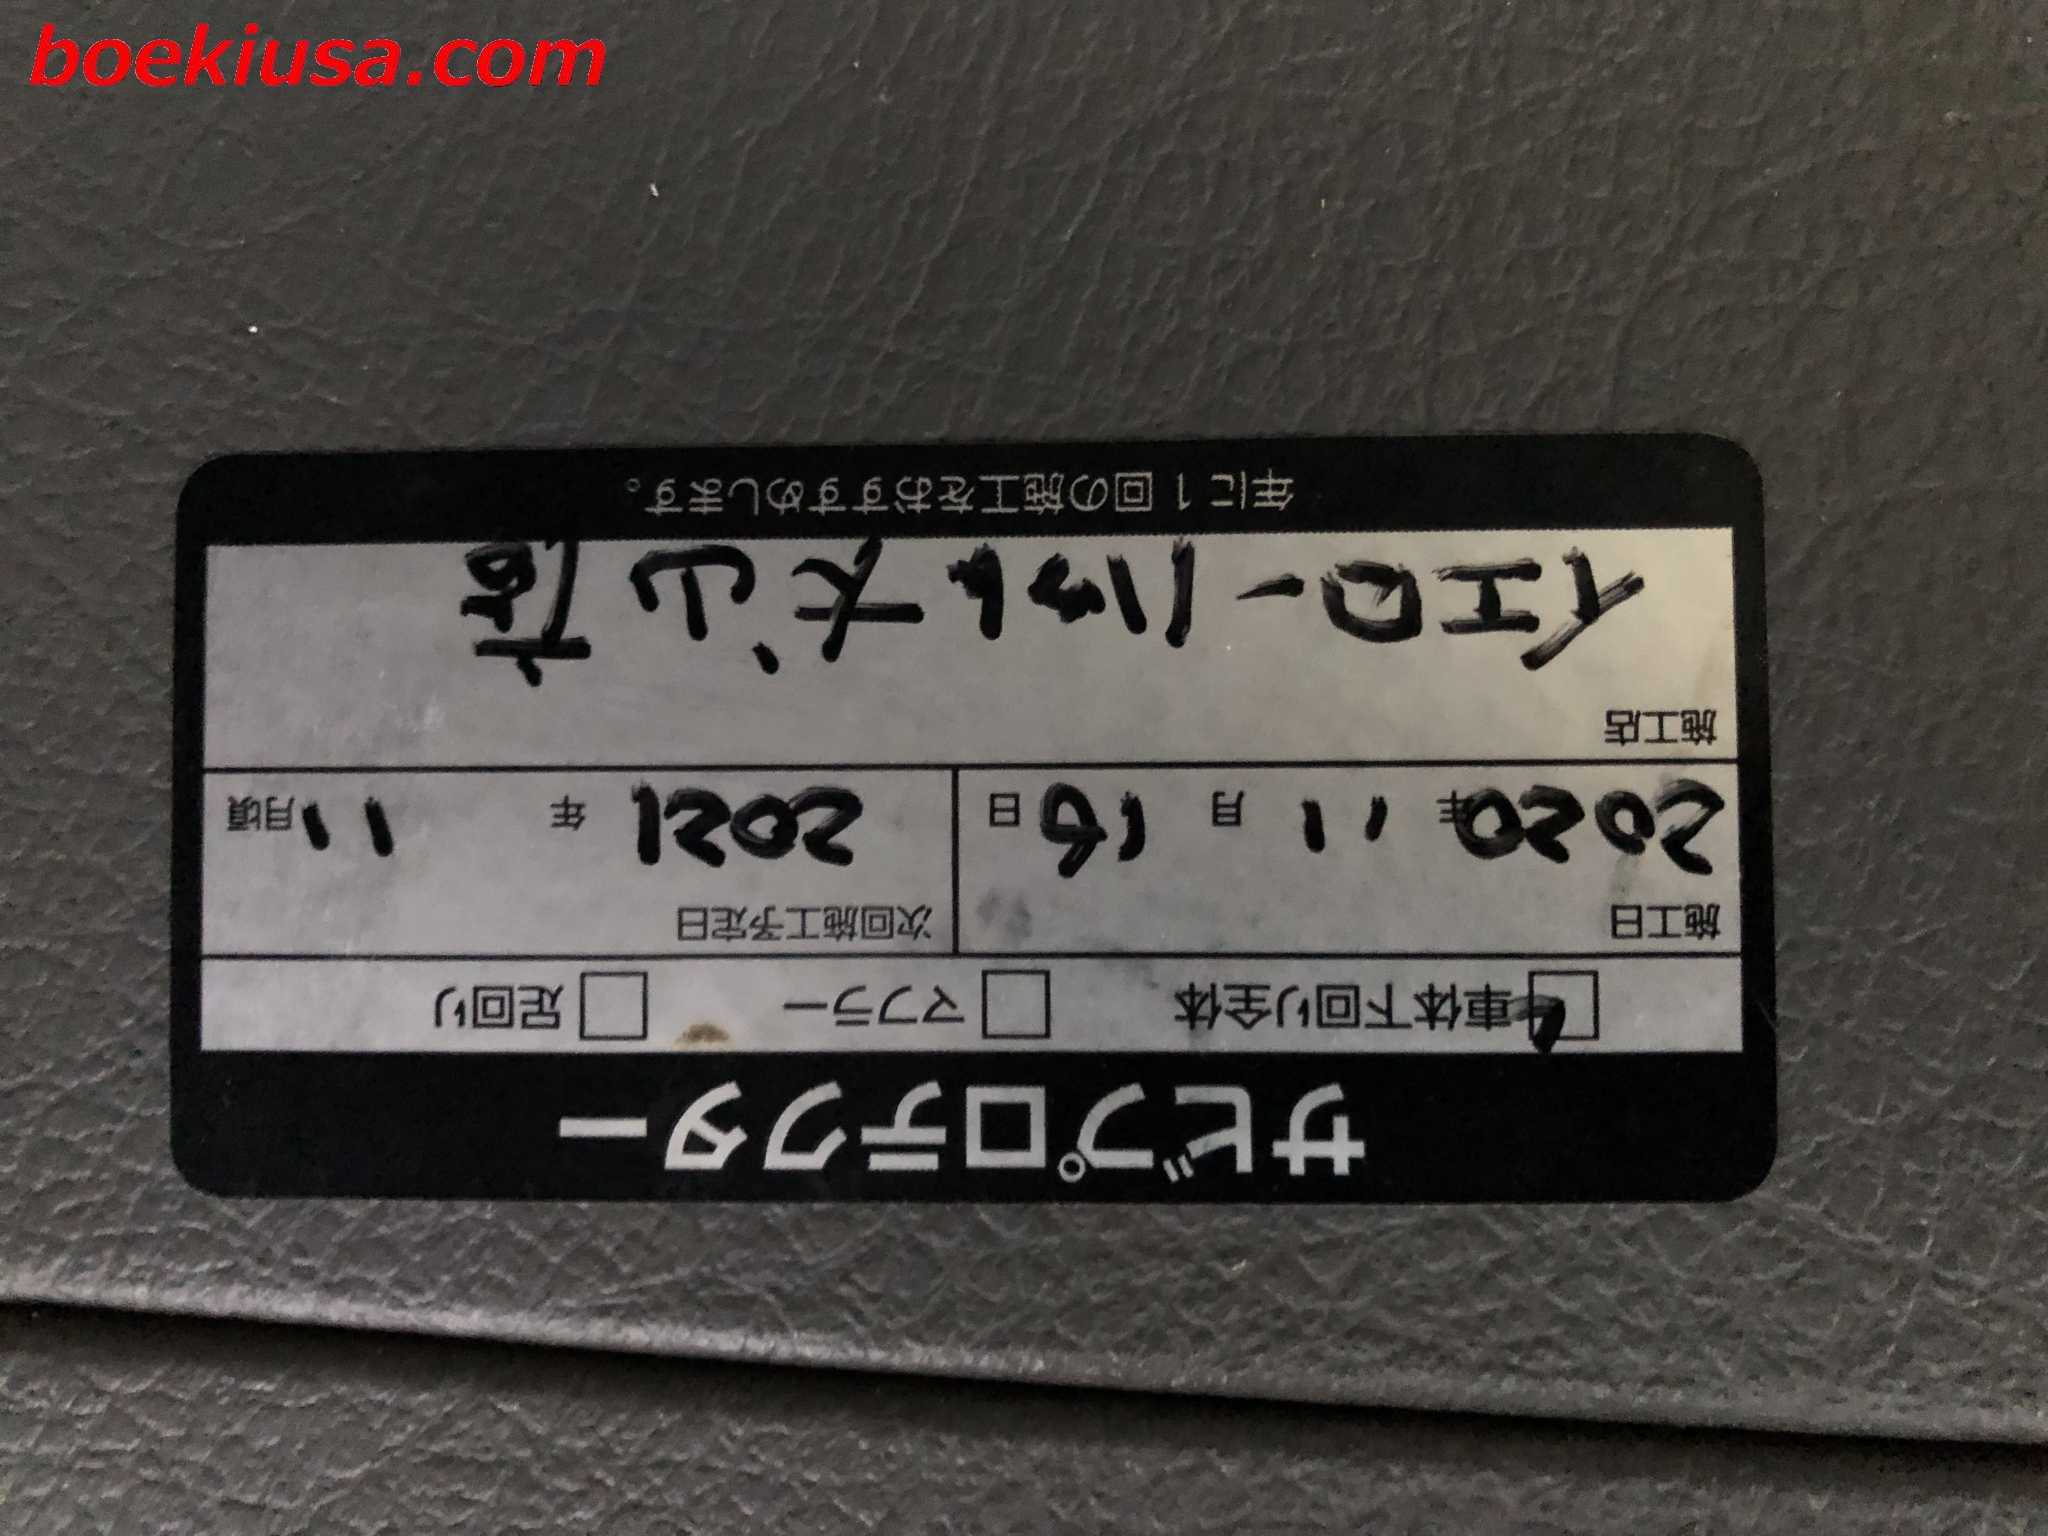 boekiusa.com
サビプロテクター
車体下回り全体 マフラー 足回り
施工日 次回施工予定日
2020年 11月 16日 2021年 11月頃
施工店
イエローハット犬山店
年に1回の施工をおすすめします。